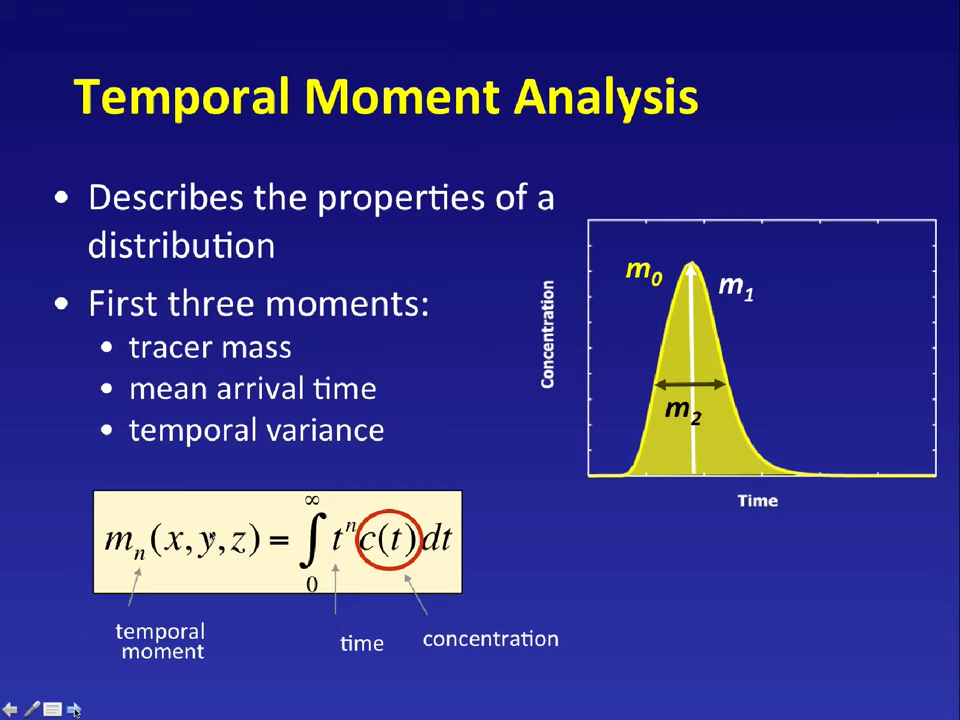 Temporal Moment Analysis
• Describes the properties of a
distribution
• First three moments:
• tracer mass
• mean arrival time
• temporal variance
m₀
m₁
m₂
Concentration
Time
mₙ(x,y,z) = ∫₀^∞ tⁿc(t)dt
temporal
moment
time
concentration